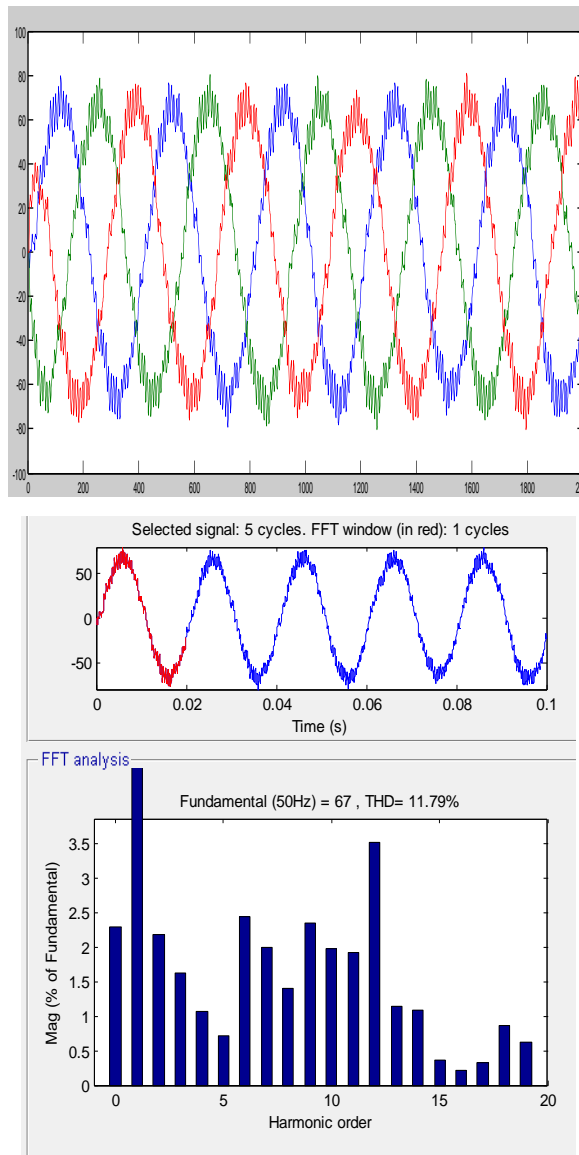 100
80
60
40
20
0
-20
-40
-60
-80
-100
0 200 400 600 800 1000 1200 1400 1600 1800 2000
Selected signal: 5 cycles. FFT window (in red): 1 cycles
50
0
-50
0 0.02 0.04 0.06 0.08 0.1
Time (s)
FFT analysis
Fundamental (50Hz) = 67 , THD= 11.79%
3.5
3
2.5
2
1.5
1
0.5
0
Mag (% of Fundamental)
0 5 10 15 20
Harmonic order